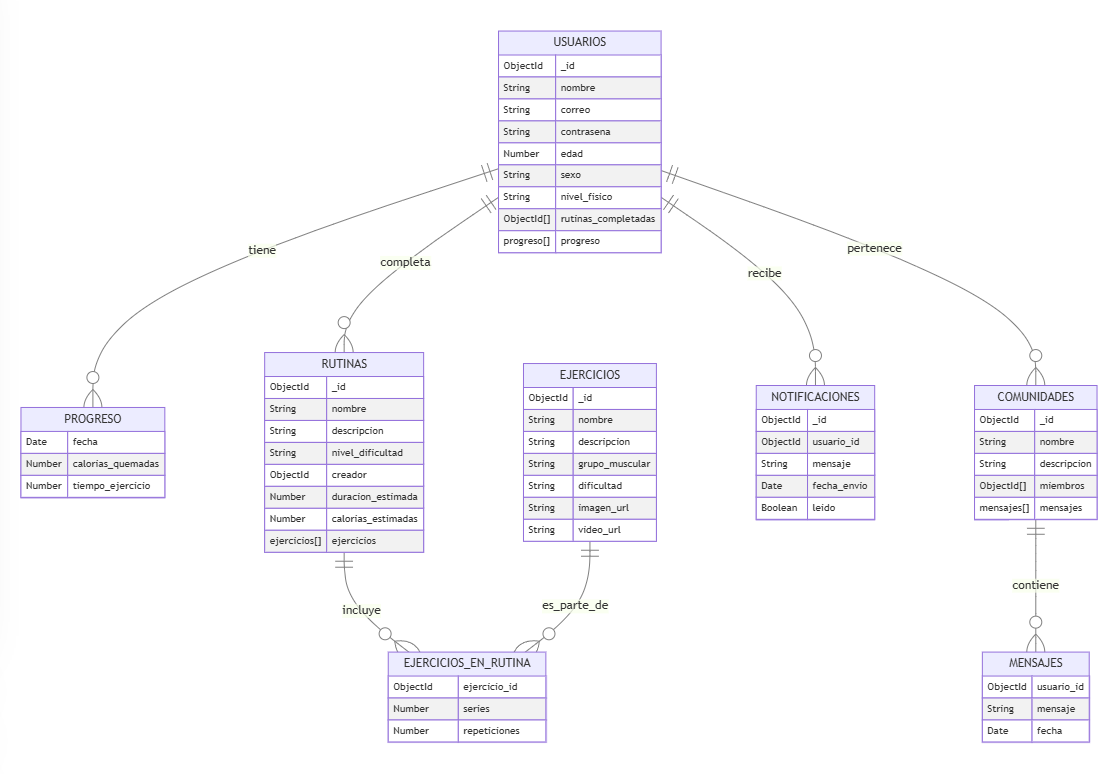 USUARIOS
ObjectId _id
String nombre
String correo
String contrasena
Number edad
String sexo
String nivel_físico
ObjectId[] rutinas_completadas
progreso[] progreso
tiene
completa
recibe
pertenece
PROGRESO
Date fecha
Number calorias_quemadas
Number tiempo_ejercicio
RUTINAS
ObjectId _id
String nombre
String descripcion
String nivel_dificultad
ObjectId creador
Number duracion_estimada
Number calorias_estimadas
ejercicios[] ejercicios
EJERCICIOS
ObjectId _id
String nombre
String descripcion
String grupo_muscular
String dificultad
String imagen_url
String video_url
NOTIFICACIONES
ObjectId _id
ObjectId usuario_id
String mensaje
Date fecha_envio
Boolean leido
COMUNIDADES
ObjectId _id
String nombre
String descripcion
ObjectId[] miembros
mensajes[] mensajes
incluye
es_parte_de
contiene
EJERCICIOS_EN_RUTINA
ObjectId ejercicio_id
Number series
Number repeticiones
MENSAJES
ObjectId usuario_id
String mensaje
Date fecha